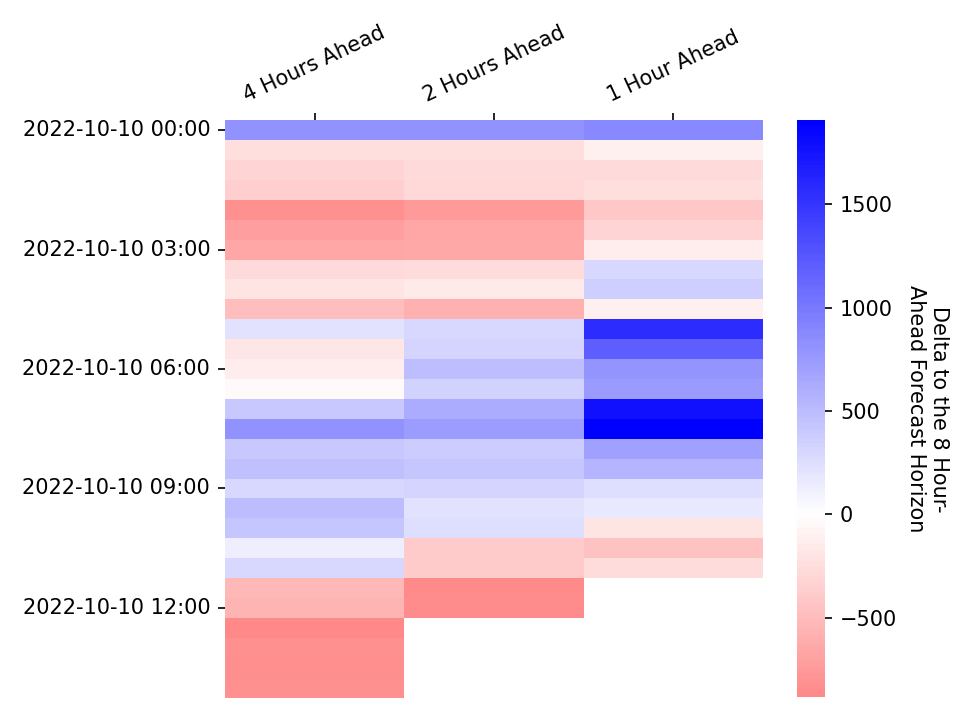 4 Hours Ahead
2 Hours Ahead
1 Hour Ahead
2022-10-10 00:00
2022-10-10 03:00
2022-10-10 06:00
2022-10-10 09:00
2022-10-10 12:00
1500
1000
500
0
−500
Delta to the 8 Hour-
Ahead Forecast Horizon